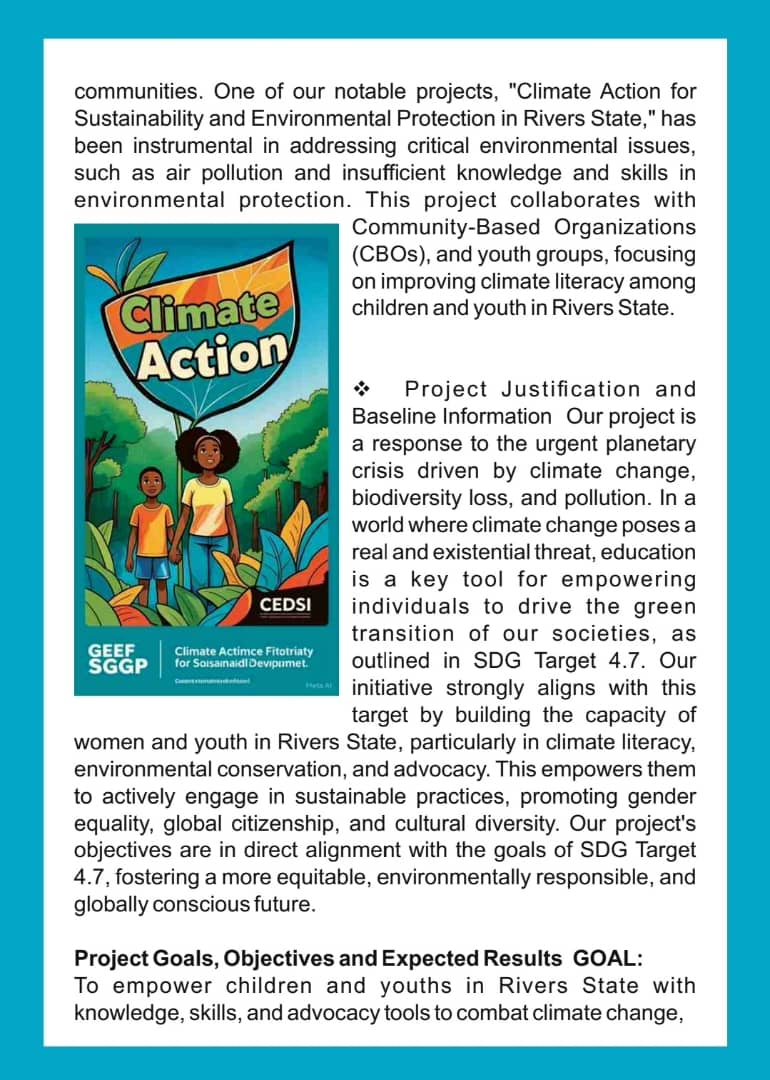 communities. One of our notable projects, "Climate Action for
Sustainability and Environmental Protection in Rivers State," has
been instrumental in addressing critical environmental issues,
such as air pollution and insufficient knowledge and skills in
environmental protection. This project collaborates with
Community-Based Organizations
(CBOs), and youth groups, focusing
on improving climate literacy among
children and youth in Rivers State.
Climate
Action
CEDSI
GEEF
SGGP
Climate Actimce Fitotriaty
for Sousanaidl Devipumet.
Meta AI
❖ Project Justification and
Baseline Information Our project is
a response to the urgent planetary
crisis driven by climate change,
biodiversity loss, and pollution. In a
world where climate change poses a
real and existential threat, education
is a key tool for empowering
individuals to drive the green
transition of our societies, as
outlined in SDG Target 4.7. Our
initiative strongly aligns with this
target by building the capacity of
women and youth in Rivers State, particularly in climate literacy,
environmental conservation, and advocacy. This empowers them
to actively engage in sustainable practices, promoting gender
equality, global citizenship, and cultural diversity. Our project's
objectives are in direct alignment with the goals of SDG Target
4.7, fostering a more equitable, environmentally responsible, and
globally conscious future.
Project Goals, Objectives and Expected Results GOAL:
To empower children and youths in Rivers State with
knowledge, skills, and advocacy tools to combat climate change,